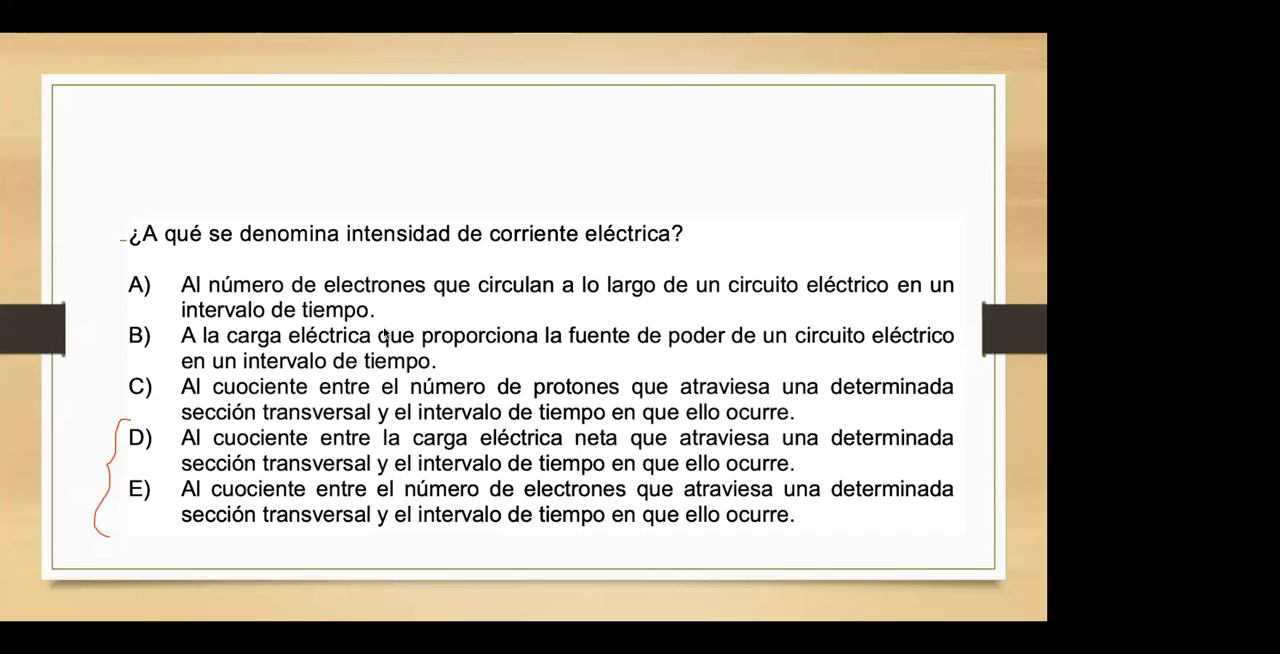 ¿A qué se denomina intensidad de corriente eléctrica?
A) Al número de electrones que circulan a lo largo de un circuito eléctrico en un
intervalo de tiempo.
B) A la carga eléctrica que proporciona la fuente de poder de un circuito eléctrico
en un intervalo de tiempo.
C) Al cuociente entre el número de protones que atraviesa una determinada
sección transversal y el intervalo de tiempo en que ello ocurre.
D) Al cuociente entre la carga eléctrica neta que atraviesa una determinada
sección transversal y el intervalo de tiempo en que ello ocurre.
E) Al cuociente entre el número de electrones que atraviesa una determinada
sección transversal y el intervalo de tiempo en que ello ocurre.